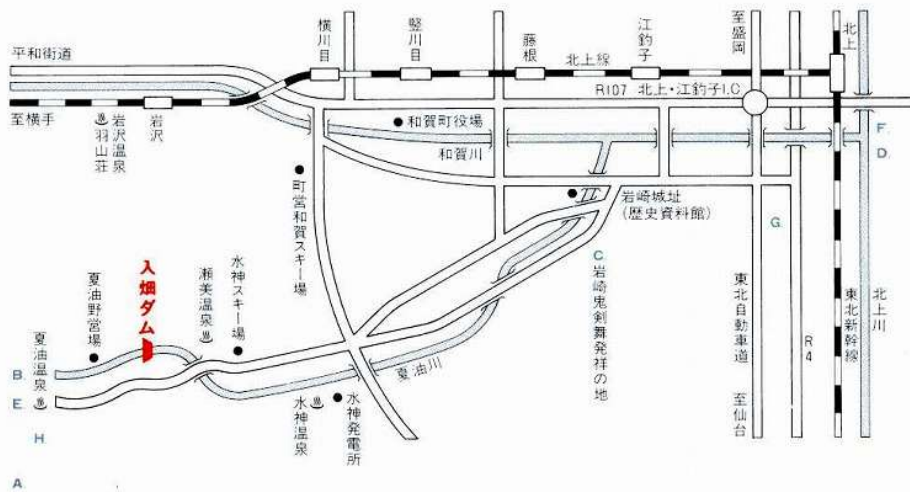 平和街道
横川目
竪川目
藤根
江釣子
至盛岡
北上
北上線
R107 北上・江釣子I.C
至横手
岩沢温泉
羽山荘
岩沢
和賀町役場
和賀川
F.
D.
町営和賀スキー場
岩崎城址
(歴史資料館)
G.
C.
岩崎鬼剣舞発祥の地
入畑ダム
夏油温泉
夏油野営場
瀬美温泉
水神スキー場
東北自動車道
至仙台
R4
東北新幹線
北上川
B.
E.
夏油川
水神温泉
水神発電所
H.
A.